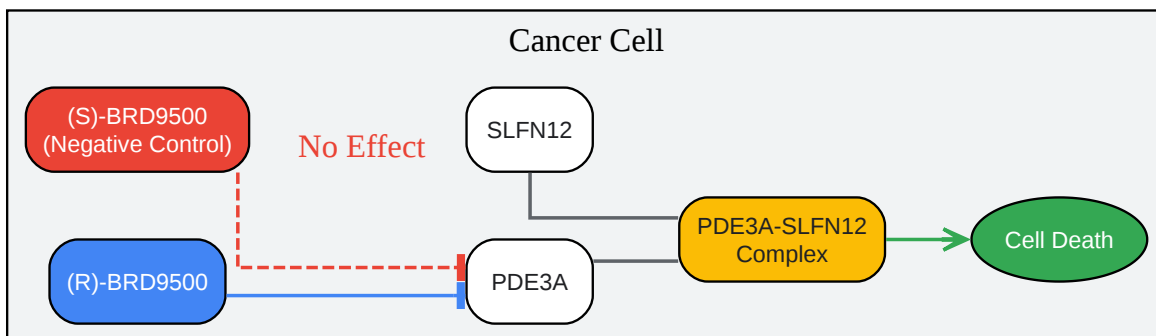 Cancer Cell
(S)-BRD9500
(Negative Control)
No Effect
SLFN12
PDE3A-SLFN12
Complex
Cell Death
(R)-BRD9500
PDE3A